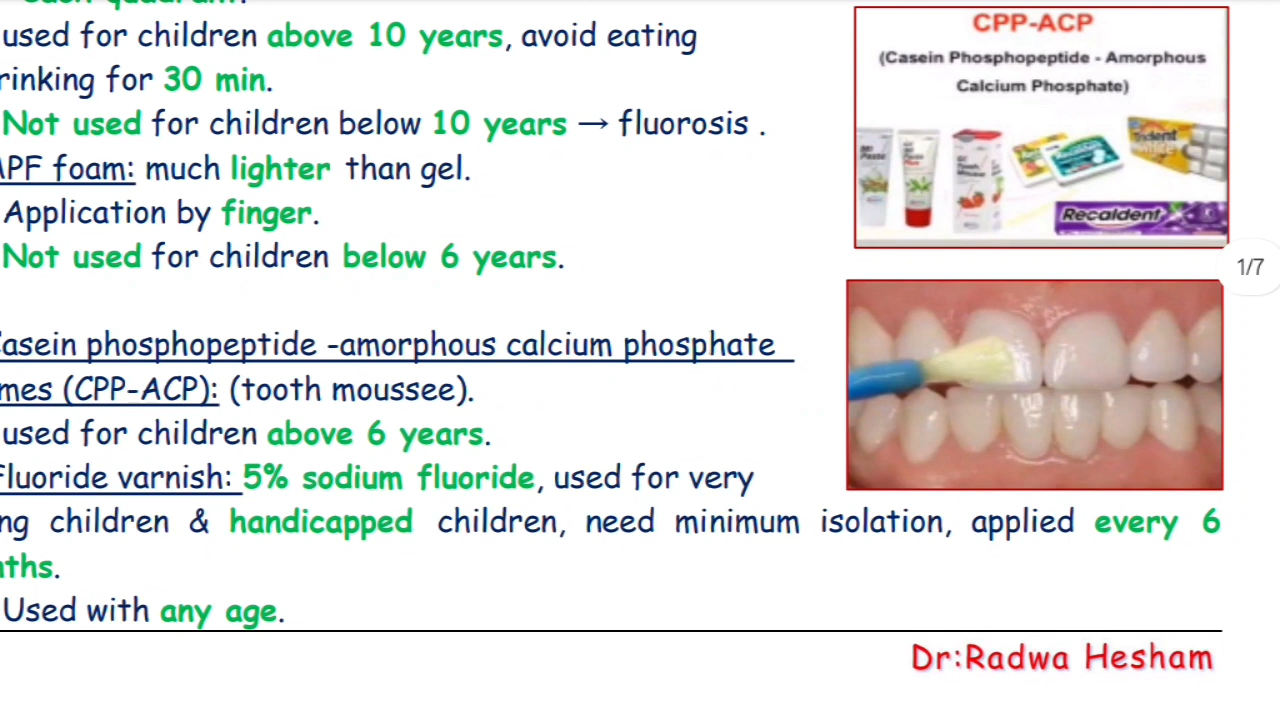 each quadrant.
used for children above 10 years, avoid eating
rinking for 30 min.
Not used for children below 10 years → fluorosis .
APF foam: much lighter than gel.
Application by finger.
Not used for children below 6 years.
Casein phosphopeptide -amorphous calcium phosphate
mes (CPP-ACP): (tooth moussee).
used for children above 6 years.
Fluoride varnish: 5% sodium fluoride, used for very
ng children & handicapped children, need minimum isolation, applied every 6
nths.
Used with any age.
Dr:Radwa Hesham
CPP-ACP
(Casein Phosphopeptide - Amorphous
Calcium Phosphate)
Trident
White
Recaldent
1/7